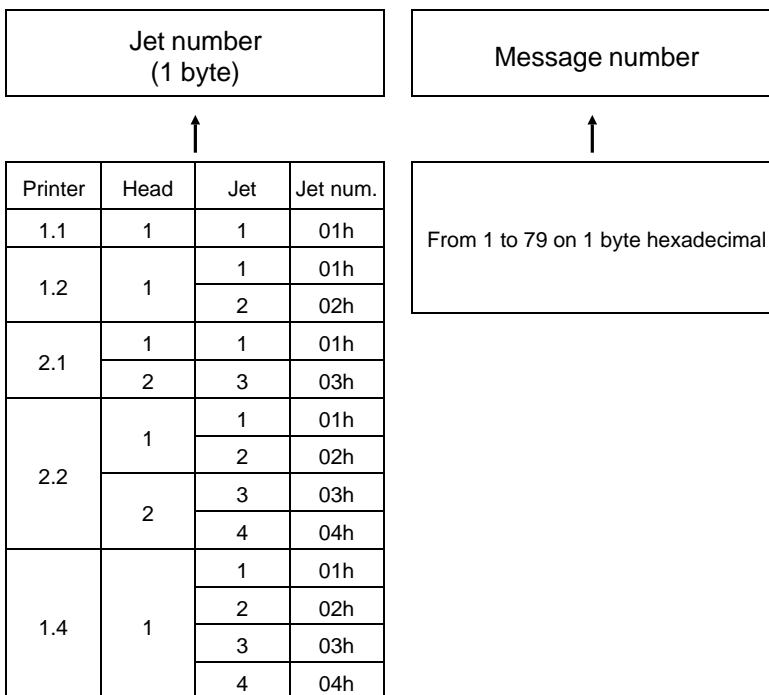 Jet number
(1 byte)
Message number
Printer Head Jet Jet num.
1.1 1 1 01h
1.2 1 1 01h
2 02h
2.1 1 1 01h
2 3 03h
2.2 1 1 01h
2 02h
2 3 03h
4 04h
1.4 1 1 01h
2 02h
3 03h
4 04h
From 1 to 79 on 1 byte hexadecimal